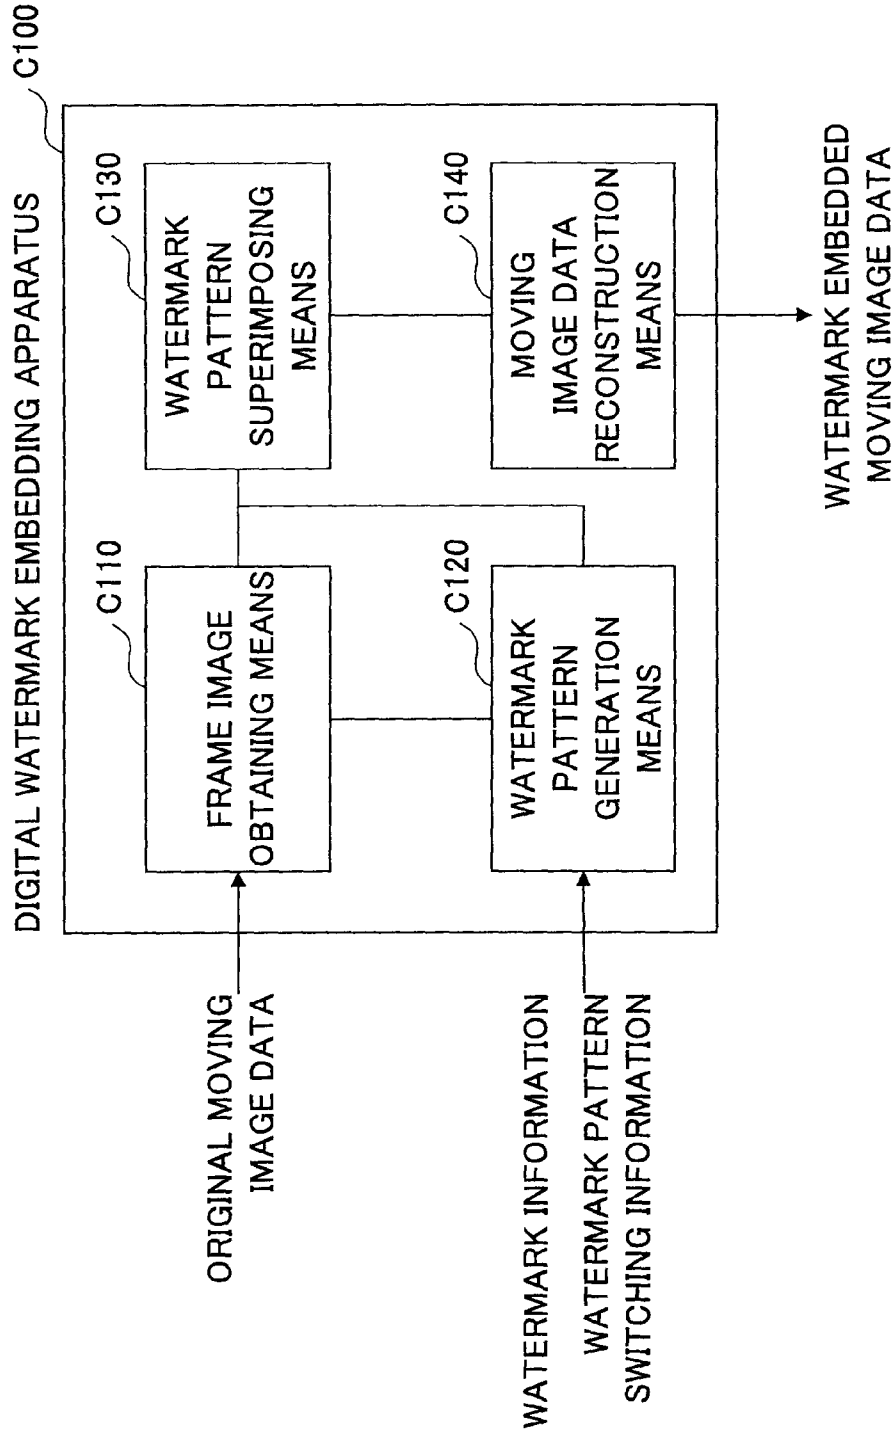 DIGITAL WATERMARK EMBEDDING APPARATUS
C100
ORIGINAL MOVING
IMAGE DATA
C110
FRAME IMAGE
OBTAINING MEANS
C130
WATERMARK
PATTERN
SUPERIMPOSING
MEANS
WATERMARK INFORMATION
WATERMARK PATTERN
SWITCHING INFORMATION
C120
WATERMARK
PATTERN
GENERATION
MEANS
C140
MOVING
IMAGE DATA
RECONSTRUCTION
MEANS
WATERMARK EMBEDDED
MOVING IMAGE DATA